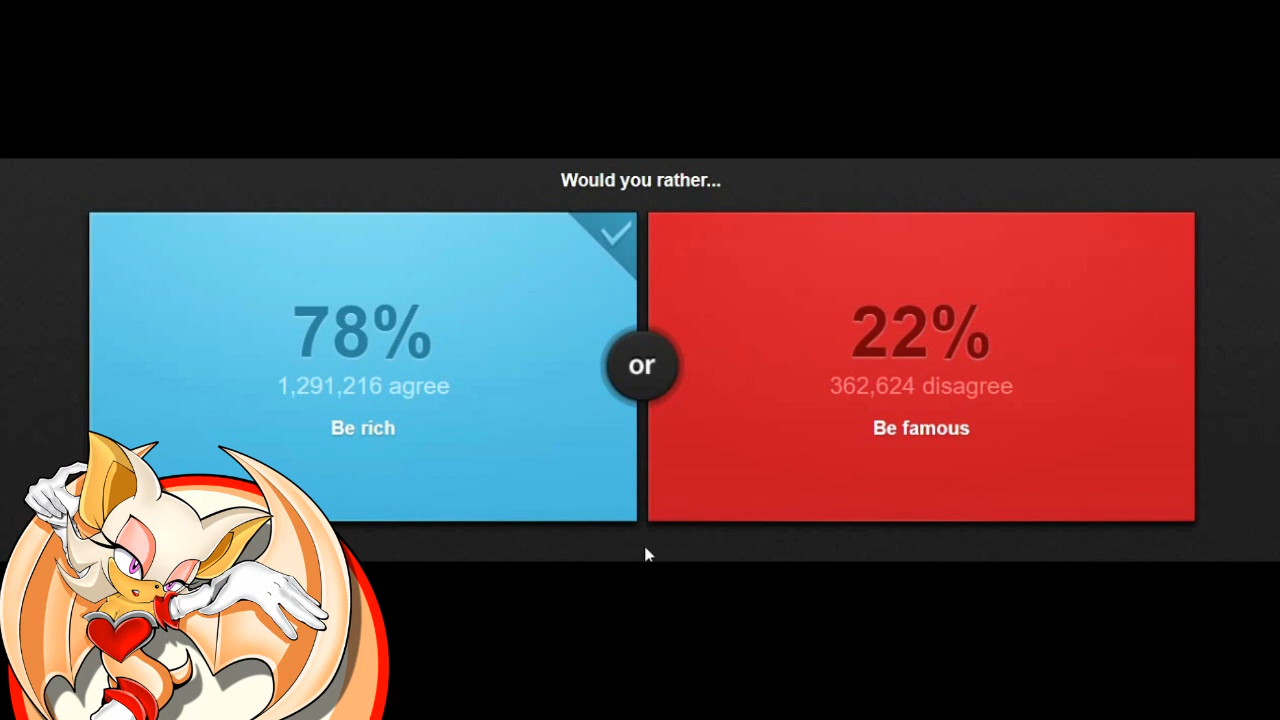 Would you rather...
78%
1,291,216 agree
Be rich
or
22%
362,624 disagree
Be famous